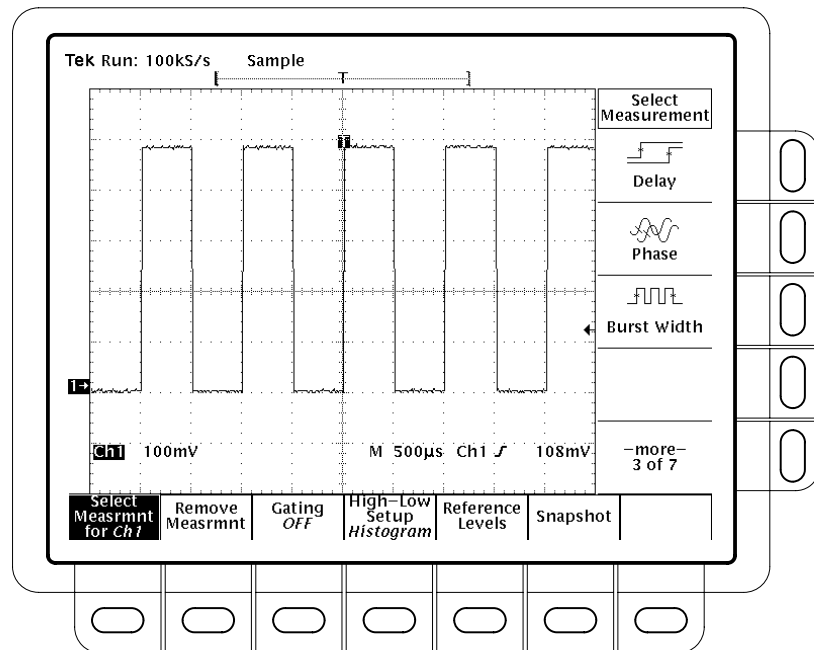 Tek Run: 100kS/s Sample
T
Select
Measurement
T
Delay
Phase
Burst Width
1→
Ch1 100mV M 500µs Ch1 108mV
–more–
3 of 7
Select
Measrmnt
for Ch1
Remove
Measrmnt
Gating
OFF
High–Low
Setup
Histogram
Reference
Levels
Snapshot